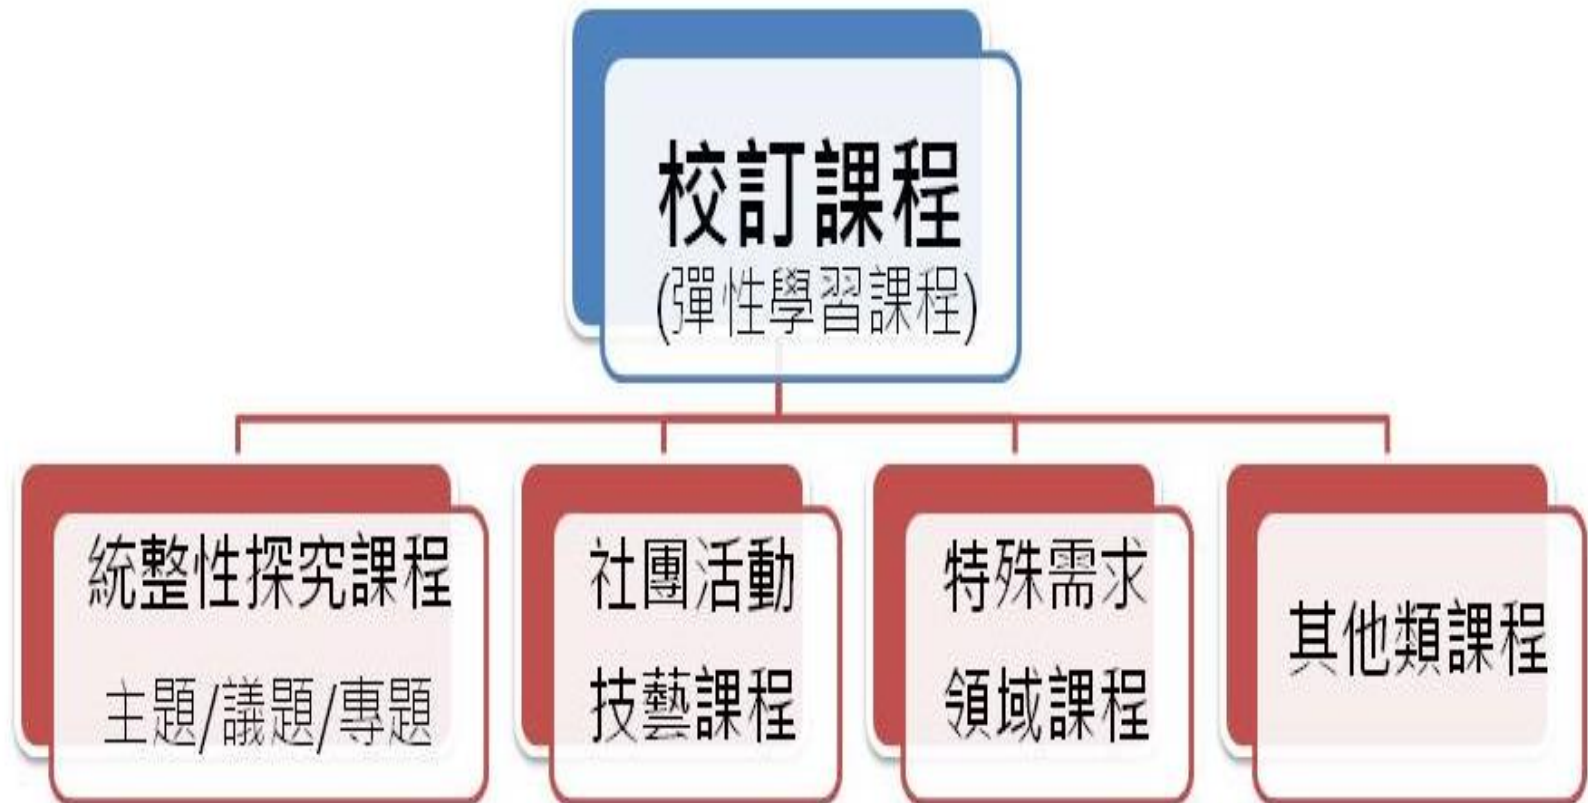 校訂課程
(彈性學習課程)
統整性探究課程
主題/議題/專題
社團活動
技藝課程
特殊需求
領域課程
其他類課程